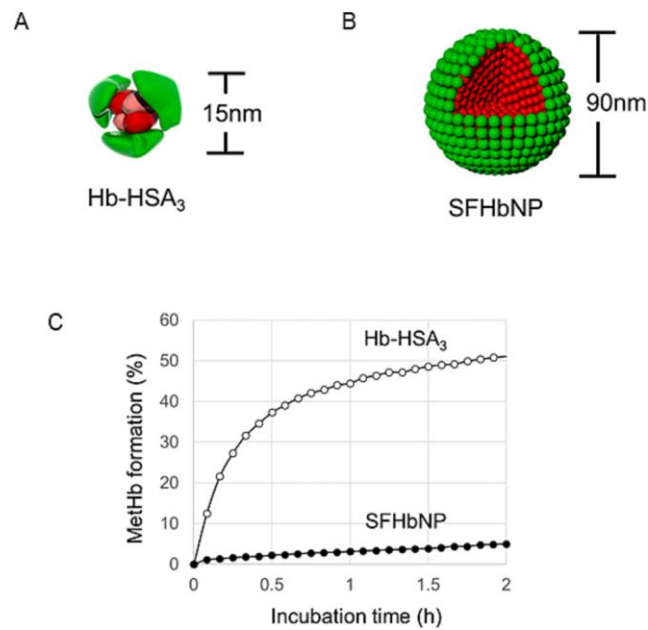 A
B
15nm
90nm
Hb-HSA₃
SFHbNP
C
60
50
40
30
20
10
0
MetHb formation (%)
Hb-HSA₃
SFHbNP
0
0.5
1
1.5
2
Incubation time (h)